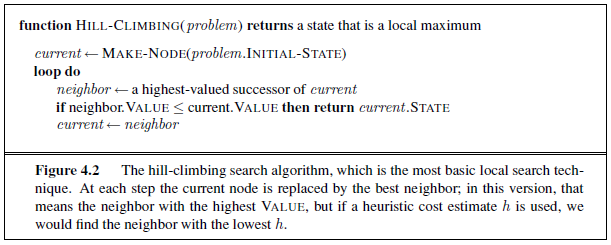 function HILL-CLIMBING(problem) returns a state that is a local maximum
current ← MAKE-NODE(problem.INITIAL-STATE)
loop do
neighbor ← a highest-valued successor of current
if neighbor.VALUE ≤ current.VALUE then return current.STATE
current ← neighbor
Figure 4.2 The hill-climbing search algorithm, which is the most basic local search tech-
nique. At each step the current node is replaced by the best neighbor; in this version, that
means the neighbor with the highest VALUE, but if a heuristic cost estimate h is used, we
would find the neighbor with the lowest h.